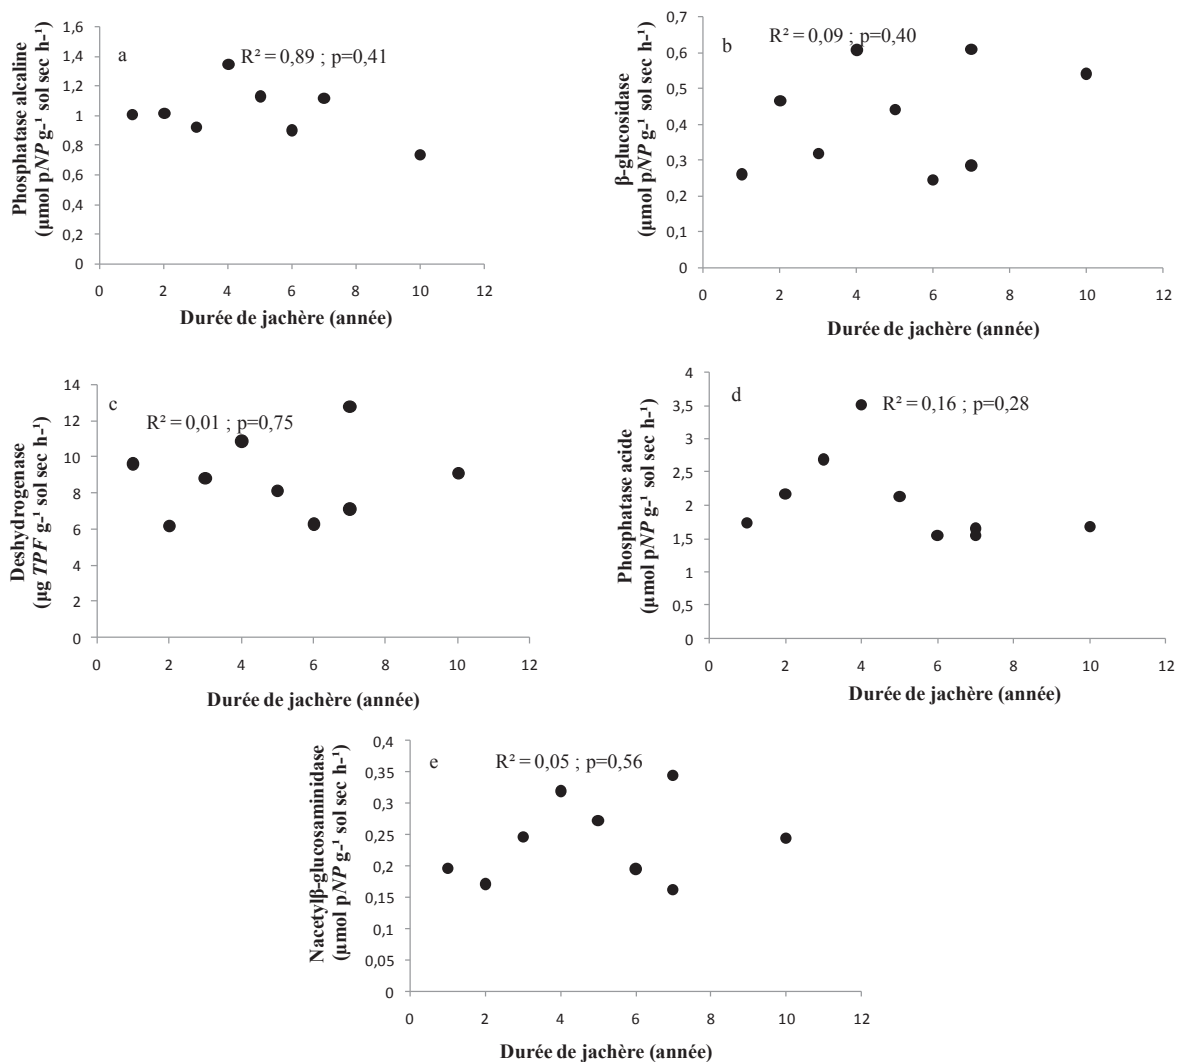 a
R² = 0,89 ; p=0,41
Phosphatase alcaline
(µmol pNP g-¹ sol sec h-¹)
1,6
1,4
1,2
1
0,8
0,6
0,4
0,2
0
0 2 4 6 8 10 12
Durée de jachère (année)
b
R² = 0,09 ; p=0,40
β-glucosidase
(µmol pNP g-¹ sol sec h-¹)
0,7
0,6
0,5
0,4
0,3
0,2
0,1
0
0 2 4 6 8 10 12
Durée de jachère (année)
c
R² = 0,01 ; p=0,75
Deshydrogenase
(µg TPF g-¹ sol sec h-¹)
14
12
10
8
6
4
2
0
0 2 4 6 8 10 12
Durée de jachère (année)
d
R² = 0,16 ; p=0,28
Phosphatase acide
(µmol pNP g-¹ sol sec h-¹)
4
3,5
3
2,5
2
1,5
1
0,5
0
0 2 4 6 8 10 12
Durée de jachère (année)
e
R² = 0,05 ; p=0,56
Nacetylβ-glucosaminidase
(µmol pNP g-¹ sol sec h-¹)
0,4
0,35
0,3
0,25
0,2
0,15
0,1
0,05
0
0 2 4 6 8 10 12
Durée de jachère (année)